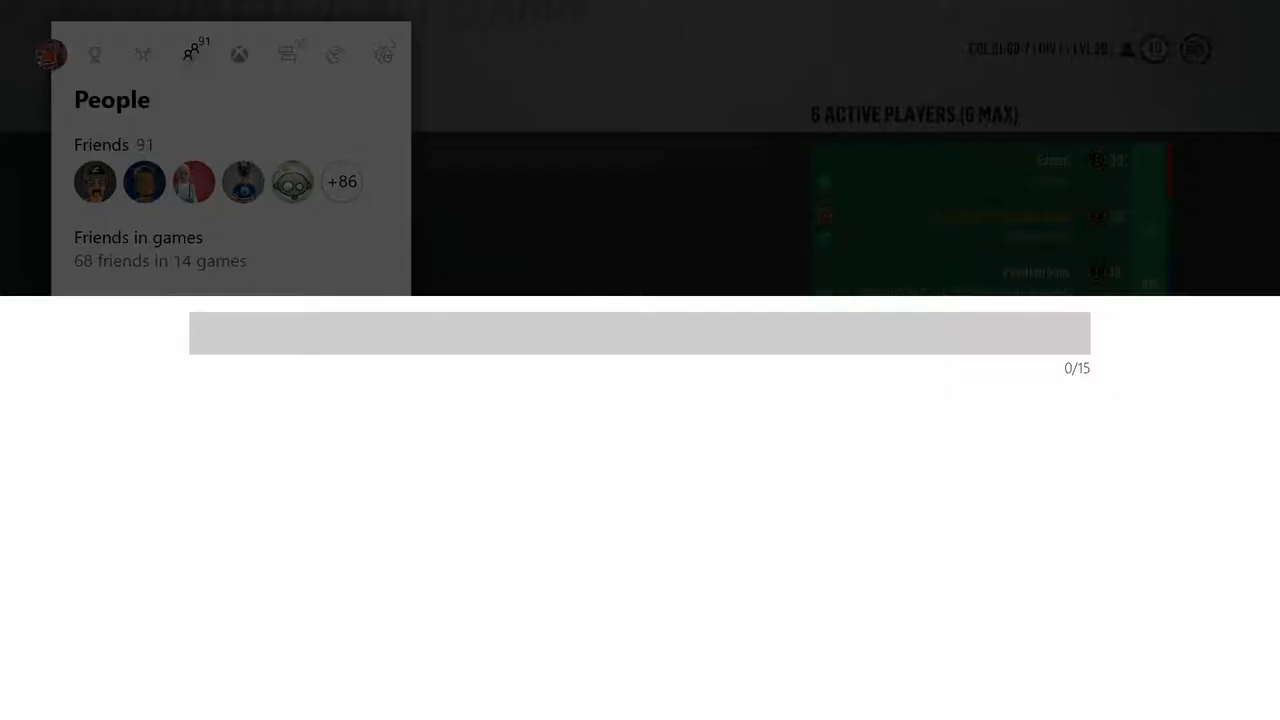 91
People
6 ACTIVE PLAYERS (6 MAX)
Friends 91
+86
Friends in games
68 friends in 14 games
0/15